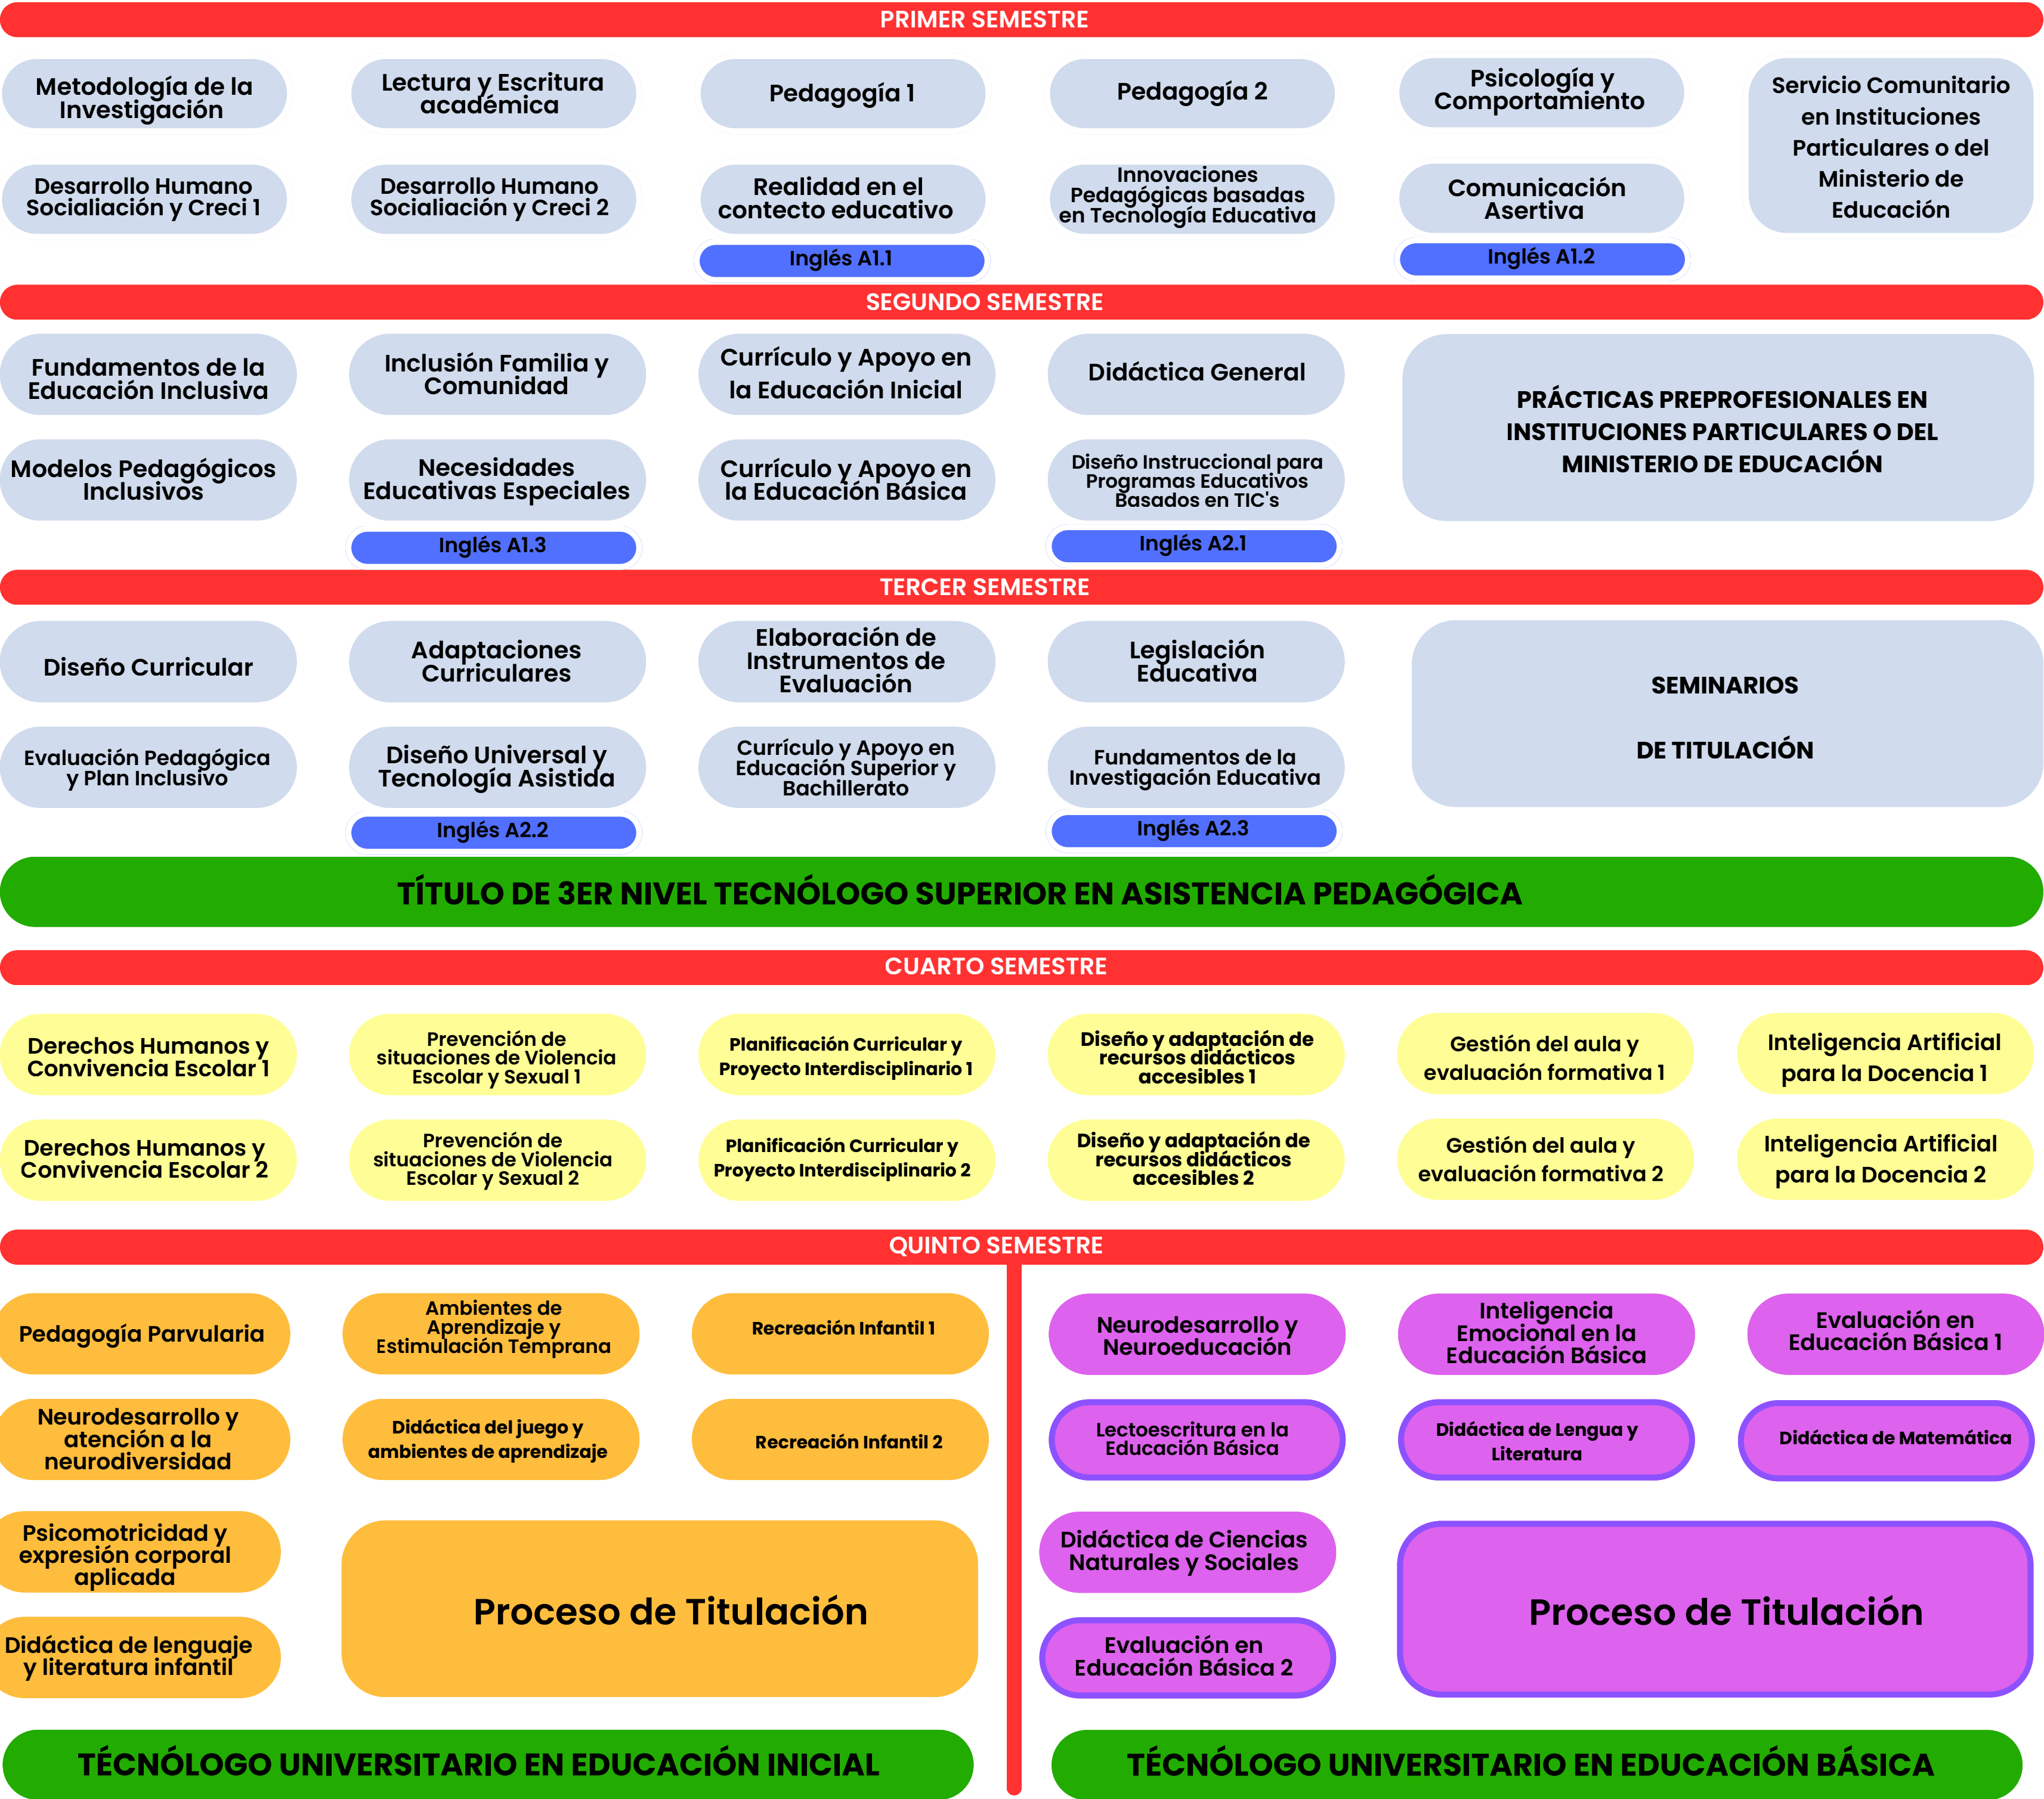 PRIMER SEMESTRE
Metodología de la
Investigación
Lectura y Escritura
académica
Pedagogía 1
Pedagogía 2
Psicología y
Comportamiento
Servicio Comunitario
en Instituciones
Particulares o del
Ministerio de
Educación
Desarrollo Humano
Socialiación y Creci 1
Desarrollo Humano
Socialiación y Creci 2
Realidad en el
contecto educativo
Innovaciones
Pedagógicas basadas
en Tecnología Educativa
Comunicación
Asertiva
Inglés A1.1
Inglés A1.2
SEGUNDO SEMESTRE
Fundamentos de la
Educación Inclusiva
Inclusión Familia y
Comunidad
Currículo y Apoyo en
la Educación Inicial
Didáctica General
PRÁCTICAS PREPROFESIONALES EN
INSTITUCIONES PARTICULARES O DEL
MINISTERIO DE EDUCACIÓN
Modelos Pedagógicos
Inclusivos
Necesidades
Educativas Especiales
Currículo y Apoyo en
la Educación Básica
Diseño Instruccional para
Programas Educativos
Basados en TIC's
Inglés A1.3
Inglés A2.1
TERCER SEMESTRE
Diseño Curricular
Adaptaciones
Curriculares
Elaboración de
Instrumentos de
Evaluación
Legislación
Educativa
SEMINARIOS
DE TITULACIÓN
Evaluación Pedagógica
y Plan Inclusivo
Diseño Universal y
Tecnología Asistida
Currículo y Apoyo en
Educación Superior y
Bachillerato
Fundamentos de la
Investigación Educativa
Inglés A2.2
Inglés A2.3
TÍTULO DE 3ER NIVEL TECNÓLOGO SUPERIOR EN ASISTENCIA PEDAGÓGICA
CUARTO SEMESTRE
Derechos Humanos y
Convivencia Escolar 1
Prevención de
situaciones de Violencia
Escolar y Sexual 1
Planificación Curricular y
Proyecto Interdisciplinario 1
Diseño y adaptación de
recursos didácticos
accesibles 1
Gestión del aula y
evaluación formativa 1
Inteligencia Artificial
para la Docencia 1
Derechos Humanos y
Convivencia Escolar 2
Prevención de
situaciones de Violencia
Escolar y Sexual 2
Planificación Curricular y
Proyecto Interdisciplinario 2
Diseño y adaptación de
recursos didácticos
accesibles 2
Gestión del aula y
evaluación formativa 2
Inteligencia Artificial
para la Docencia 2
QUINTO SEMESTRE
Pedagogía Parvularia
Ambientes de
Aprendizaje y
Estimulación Temprana
Recreación Infantil 1
Neurodesarrollo y
atención a la
neurodiversidad
Didáctica del juego y
ambientes de aprendizaje
Recreación Infantil 2
Psicomotricidad y
expresión corporal
aplicada
Didáctica de lenguaje
y literatura infantil
Proceso de Titulación
TÉCNÓLOGO UNIVERSITARIO EN EDUCACIÓN INICIAL
Neurodesarrollo y
Neuroeducación
Inteligencia
Emocional en la
Educación Básica
Evaluación en
Educación Básica 1
Lectoescritura en la
Educación Básica
Didáctica de Lengua y
Literatura
Didáctica de Matemática
Didáctica de Ciencias
Naturales y Sociales
Evaluación en
Educación Básica 2
Proceso de Titulación
TÉCNÓLOGO UNIVERSITARIO EN EDUCACIÓN BÁSICA